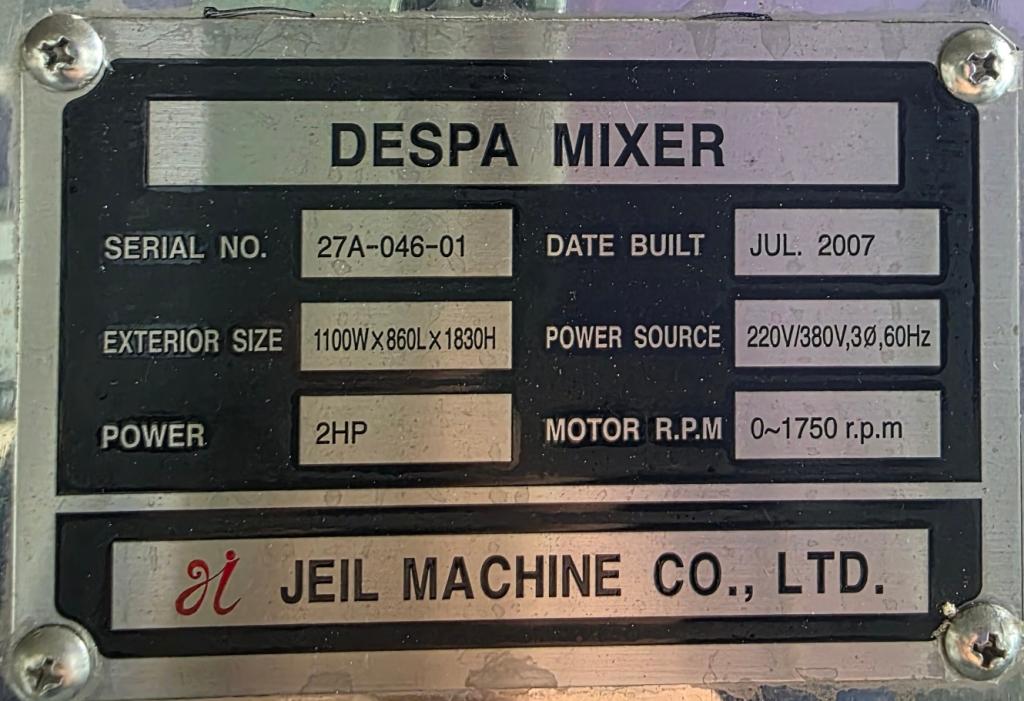 DESPA MIXER
SERIAL NO. 27A-046-01 DATE BUILT JUL. 2007
EXTERIOR SIZE 1100W×860L×1830H POWER SOURCE 220V/380V,3Ø,60Hz
POWER 2HP MOTOR R.P.M 0~1750 r.p.m
JEIL MACHINE CO., LTD.